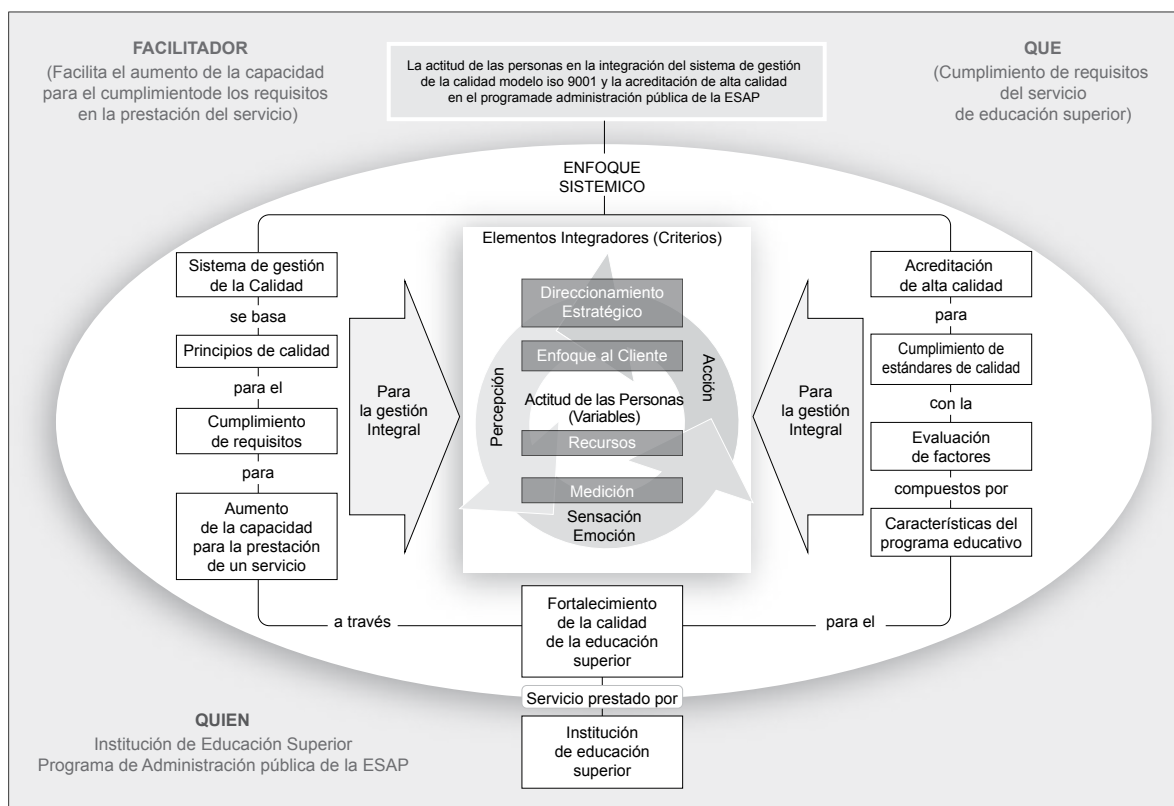 FACILITADOR
(Facilita el aumento de la capacidad
para el cumplimientode los requisitos
en la prestación del servicio)
La actitud de las personas en la integración del sistema de gestión
de la calidad modelo iso 9001 y la acreditación de alta calidad
en el programade administración pública de la ESAP
QUE
(Cumplimiento de requisitos
del servicio
de educación superior)
ENFOQUE
SISTEMICO
Sistema de gestión
de la Calidad
se basa
Principios de calidad
para el
Cumplimiento
de requisitos
para
Aumento
de la capacidad
para la prestación
de un servicio
a través
Para
la gestión
Integral
Elementos Integradores (Criterios)
Direccionamiento
Estratégico
Enfoque al Cliente
Percepción
Acción
Actitud de las Personas
(Variables)
Recursos
Medición
Sensación
Emoción
Para
la gestión
Integral
Acreditación
de alta calidad
para
Cumplimiento de
estándares de calidad
con la
Evaluación
de factores
compuestos por
Características del
programa educativo
para el
Fortalecimiento
de la calidad
de la educación
superior
Servicio prestado por
Institución
de educación
superior
QUIEN
Institución de Educación Superior
Programa de Administración pública de la ESAP